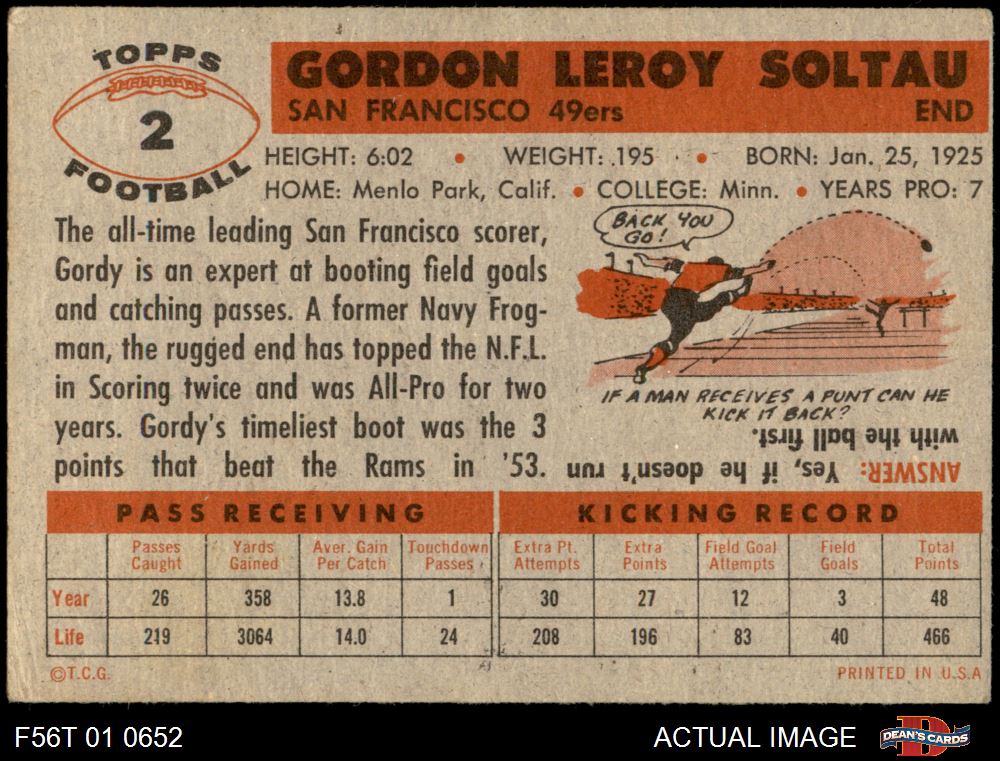 TOPPS
2
FOOTBALL
GORDON LEROY SOLTAU
SAN FRANCISCO 49ers END
HEIGHT: 6:02 • WEIGHT: 195 • BORN: Jan. 25, 1925
HOME: Menlo Park, Calif. • COLLEGE: Minn. • YEARS PRO: 7
The all-time leading San Francisco scorer,
Gordy is an expert at booting field goals
and catching passes. A former Navy Frog-
man, the rugged end has topped the N.F.L.
in Scoring twice and was All-Pro for two
years. Gordy's timeliest boot was the 3
points that beat the Rams in '53.
BACK YOU
GO!
IF A MAN RECEIVES A PUNT CAN HE
KICK IT BACK?
ANSWER: Yes, if he doesn't run
with the ball first.
PASS RECEIVING KICKING RECORD
Passes Caught Yards Gained Aver. Gain Per Catch Touchdown Passes Extra Pt. Attempts Extra Points Field Goal Attempts Field Goals Total Points
Year 26 358 13.8 1 30 27 12 3 48
Life 219 3064 14.0 24 208 196 83 40 466
©T.C.G. PRINTED IN U.S.A
F56T 01 0652 ACTUAL IMAGE DEAN'S CARDS